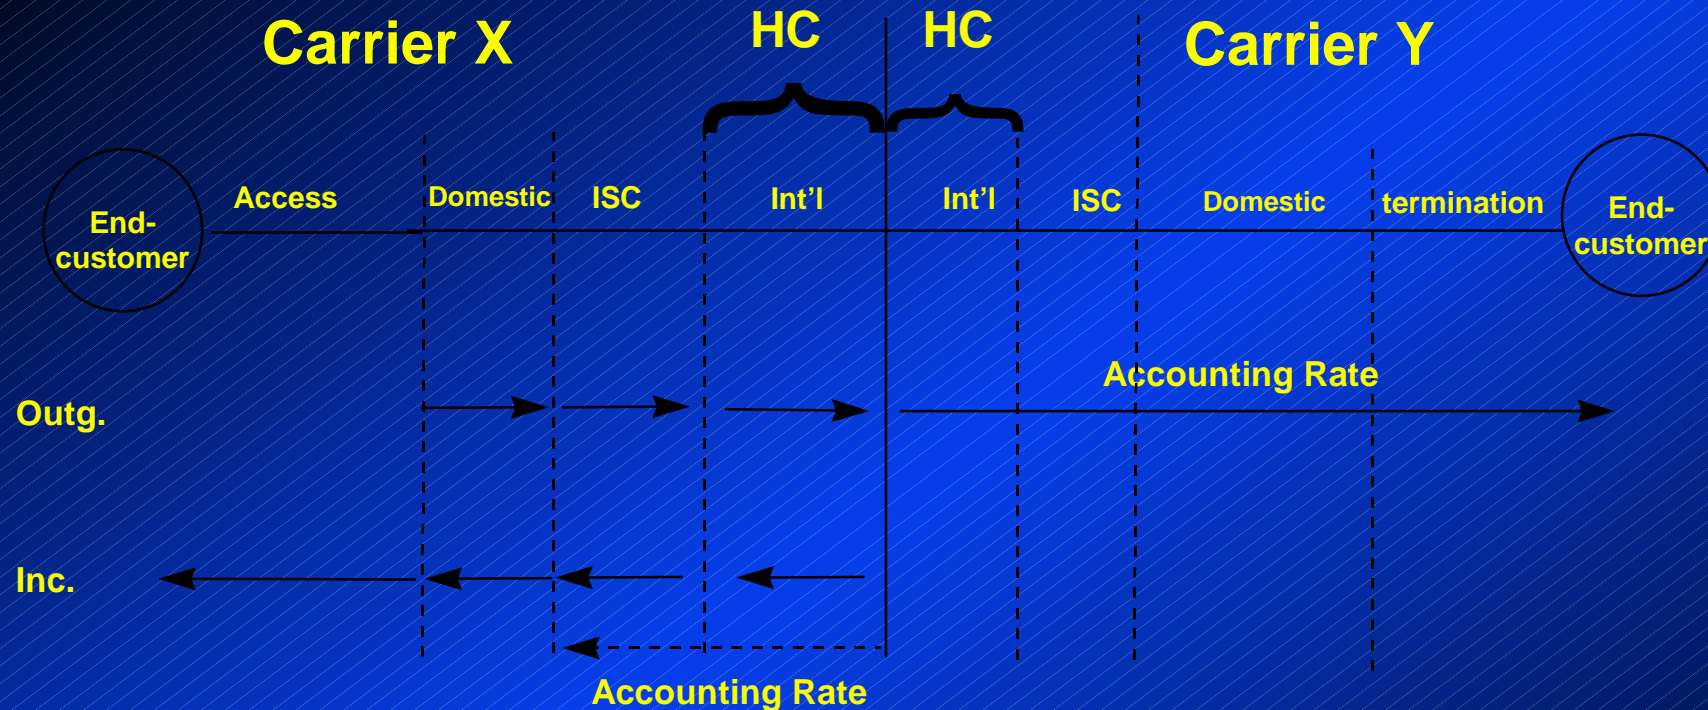 Carrier X HC HC Carrier Y
Access Domestic ISC Int'l Int'l ISC Domestic termination
End-
customer
End-
customer
Accounting Rate
Outg.
Inc.
Accounting Rate